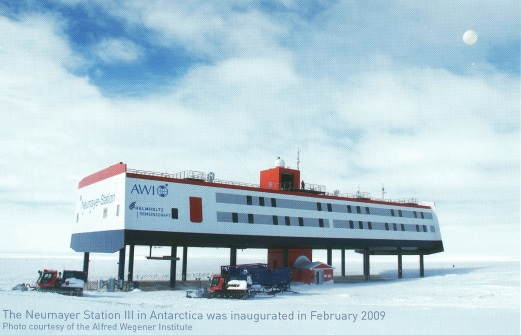 AWI
HELMHOLTZ
GEMEINSCHAFT
Neumayer-Station
The Neumayer Station III in Antarctica was inaugurated in February 2009
Photo courtesy of the Alfred Wegener Institute